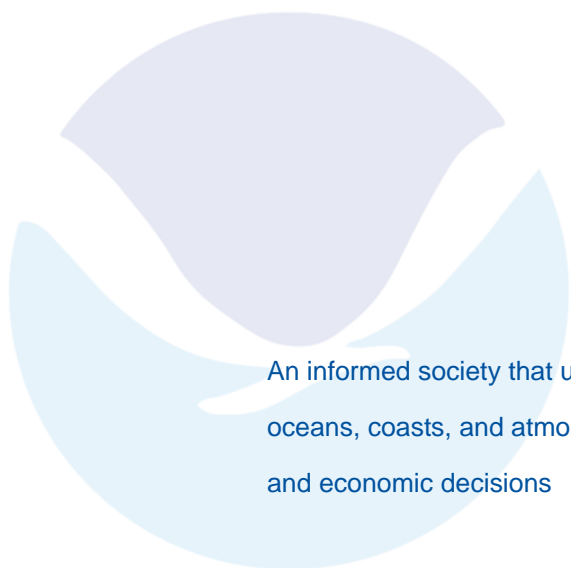 An informed society that
oceans, coasts, and
and economic decisions